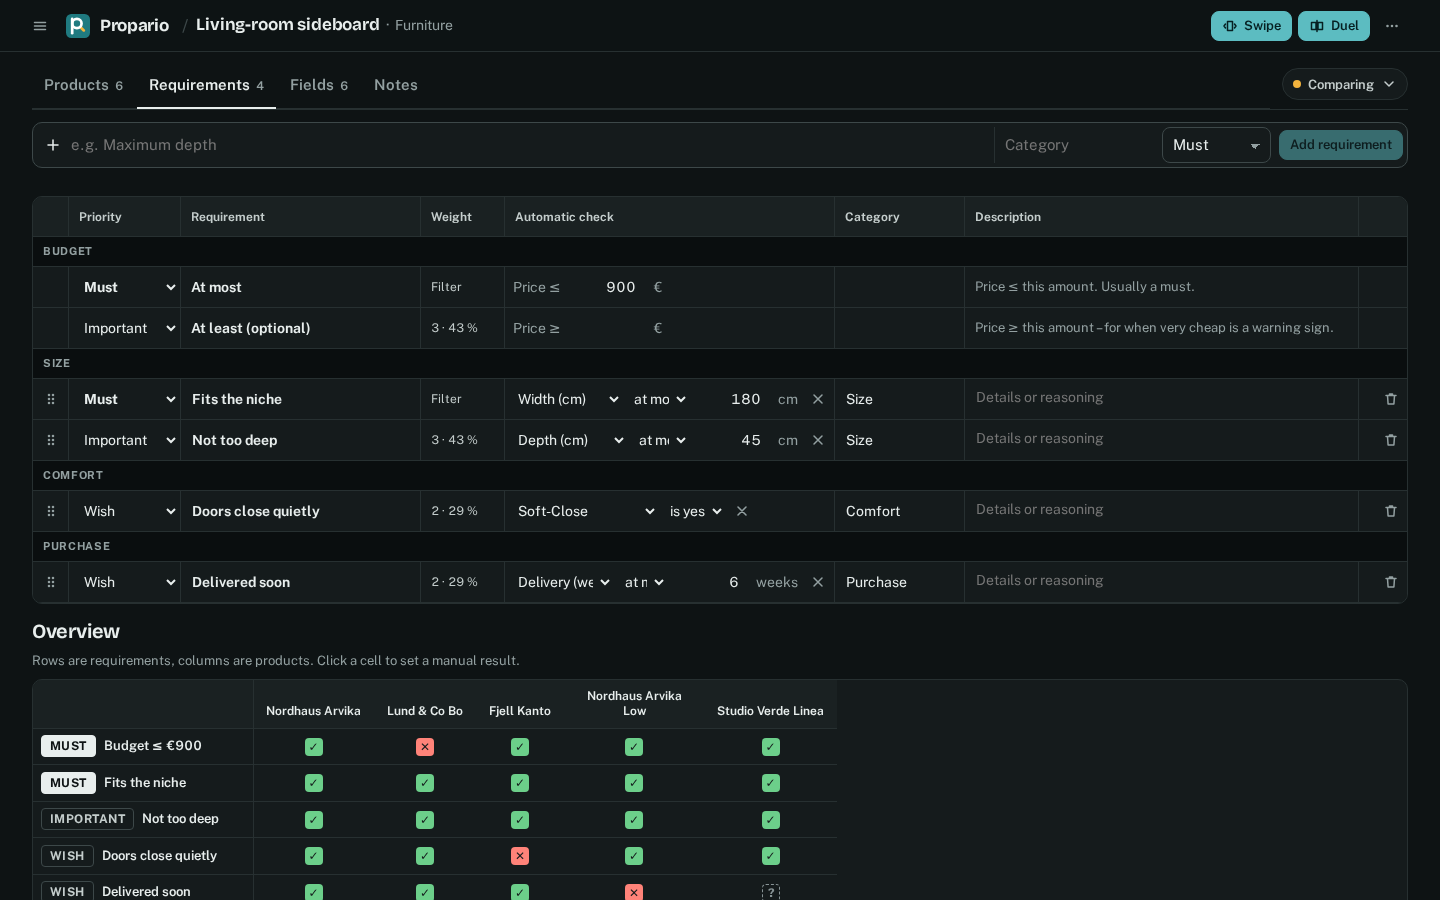 Propario / Living-room sideboard · Furniture
Swipe
Duel
Products 6
Requirements 4
Fields 6
Notes
Comparing
e.g. Maximum depth
Category
Must
Add requirement
Priority Requirement Weight Automatic check Category Description
BUDGET
Must At most Filter Price ≤ 900 € Price ≤ this amount. Usually a must.
Important At least (optional) 3 · 43 % Price ≥ € Price ≥ this amount – for when very cheap is a warning sign.
SIZE
Must Fits the niche Filter Width (cm) at mo 180 cm Size Details or reasoning
Important Not too deep 3 · 43 % Depth (cm) at mo 45 cm Size Details or reasoning
COMFORT
Wish Doors close quietly 2 · 29 % Soft-Close is yes Comfort Details or reasoning
PURCHASE
Wish Delivered soon 2 · 29 % Delivery (we at m 6 weeks Purchase Details or reasoning
Overview
Rows are requirements, columns are products. Click a cell to set a manual result.
Nordhaus Arvika Lund & Co Bo Fjell Kanto Nordhaus Arvika Low Studio Verde Linea
MUST Budget ≤ €900 ✓ ✕ ✓ ✓ ✓
MUST Fits the niche ✓ ✓ ✓ ✓ ✓
IMPORTANT Not too deep ✓ ✓ ✓ ✓ ✓
WISH Doors close quietly ✓ ✓ ✕ ✓ ✓
WISH Delivered soon ✓ ✓ ✓ ✕ ?